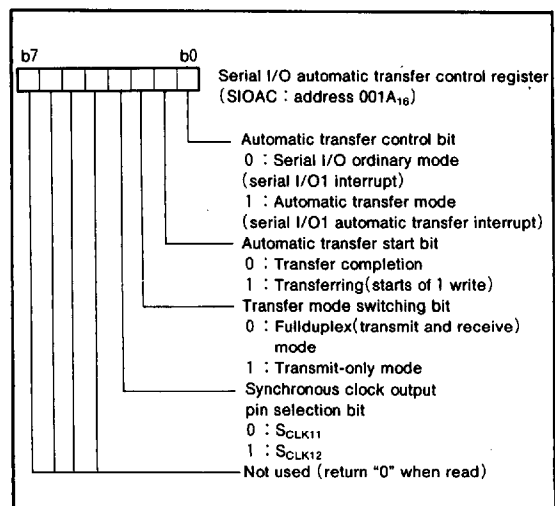 b7 b0
Serial I/O automatic transfer control register
(SIOAC : address 001A₁₆)
Automatic transfer control bit
0 : Serial I/O ordinary mode
(serial I/O1 interrupt)
1 : Automatic transfer mode
(serial I/O1 automatic transfer interrupt)
Automatic transfer start bit
0 : Transfer completion
1 : Transferring(starts of 1 write)
Transfer mode switching bit
0 : Fullduplex(transmit and receive)
mode
1 : Transmit-only mode
Synchronous clock output
pin selection bit
0 : SCLK11
1 : SCLK12
Not used (return "0" when read)